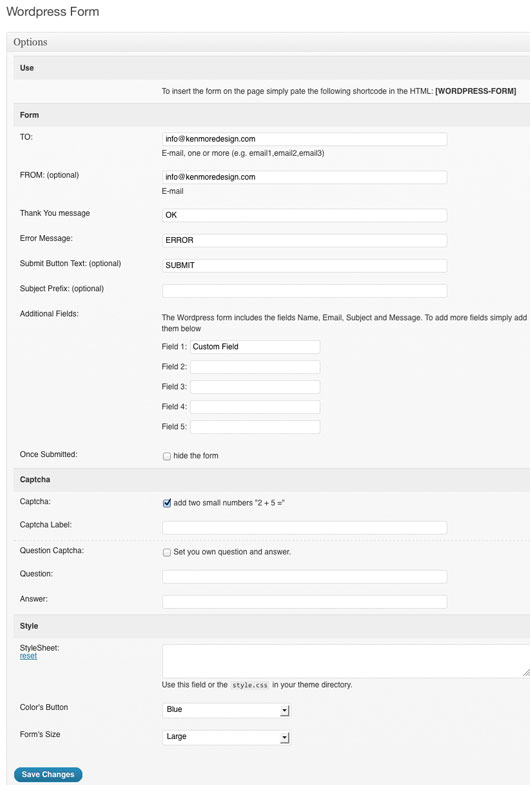 Wordpress Form
Options
Use
To insert the form on the page simply pate the following shortcode in the HTML: [WORDPRESS-FORM]
Form
TO:
info@kenmoredesign.com
E-mail, one or more (e.g. email1,email2,email3)
FROM: (optional)
info@kenmoredesign.com
E-mail
Thank You message
OK
Error Message:
ERROR
Submit Button Text: (optional)
SUBMIT
Subject Prefix: (optional)
Additional Fields:
The Wordpress form includes the fields Name, Email, Subject and Message. To add more fields simply add
them below
Field 1: Custom Field
Field 2:
Field 3:
Field 4:
Field 5:
Once Submitted:
hide the form
Captcha
Captcha:
add two small numbers "2 + 5 ="
Captcha Label:
Question Captcha:
Set you own question and answer.
Question:
Answer:
Style
StyleSheet:
reset
Use this field or the style.css in your theme directory.
Color's Button
Blue
Form's Size
Large
Save Changes